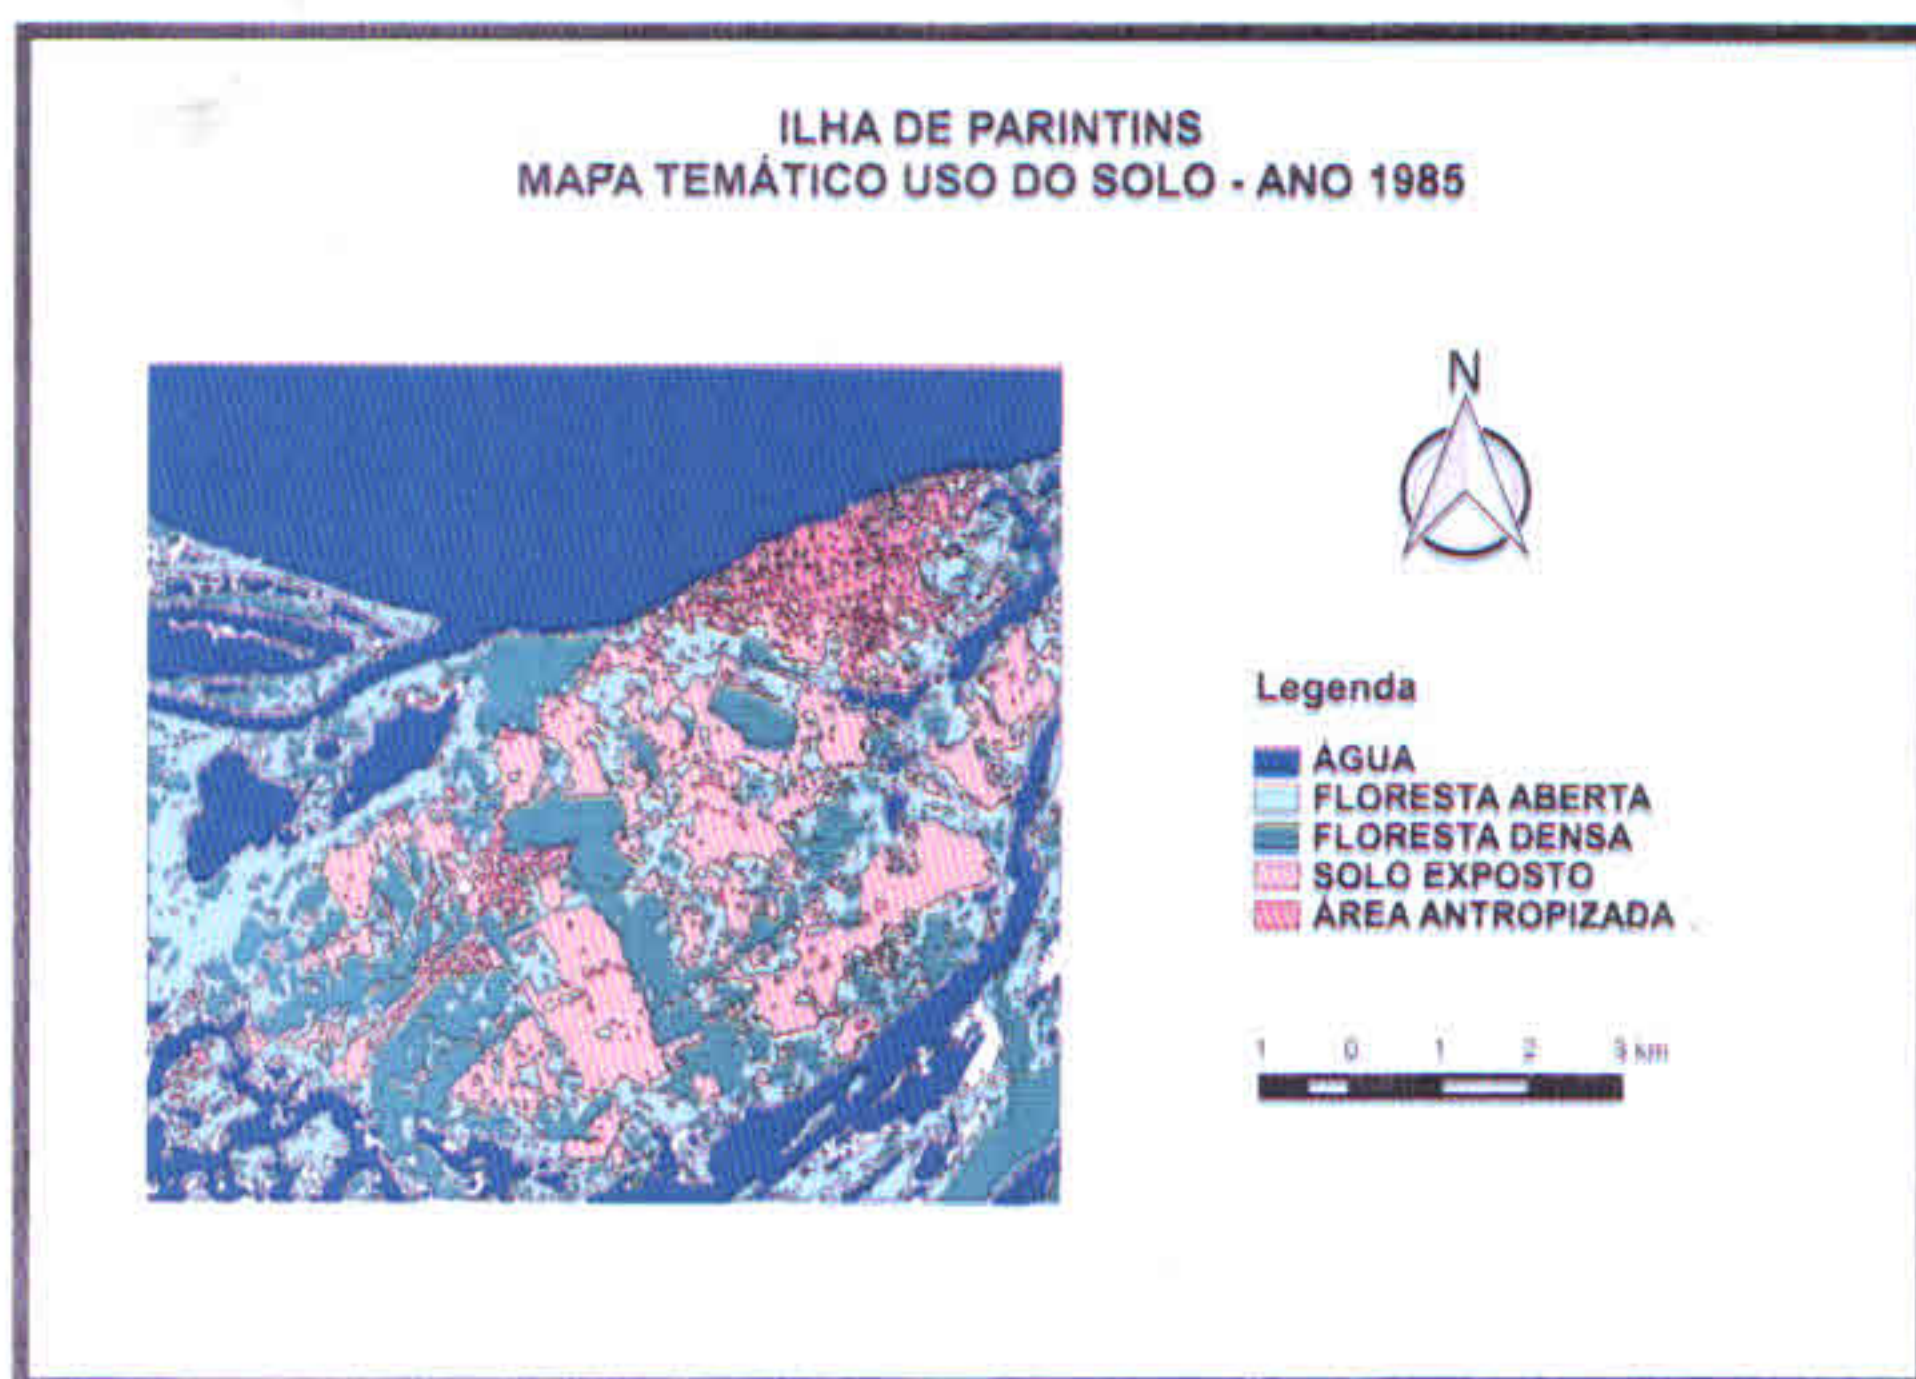 ILHA DE PARINTINS
MAPA TEMÁTICO USO DO SOLO - ANO 1985
N
Legenda
ÁGUA
FLORESTA ABERTA
FLORESTA DENSA
SOLO EXPOSTO
ÁREA ANTROPIZADA
1 0 1 2 3 km